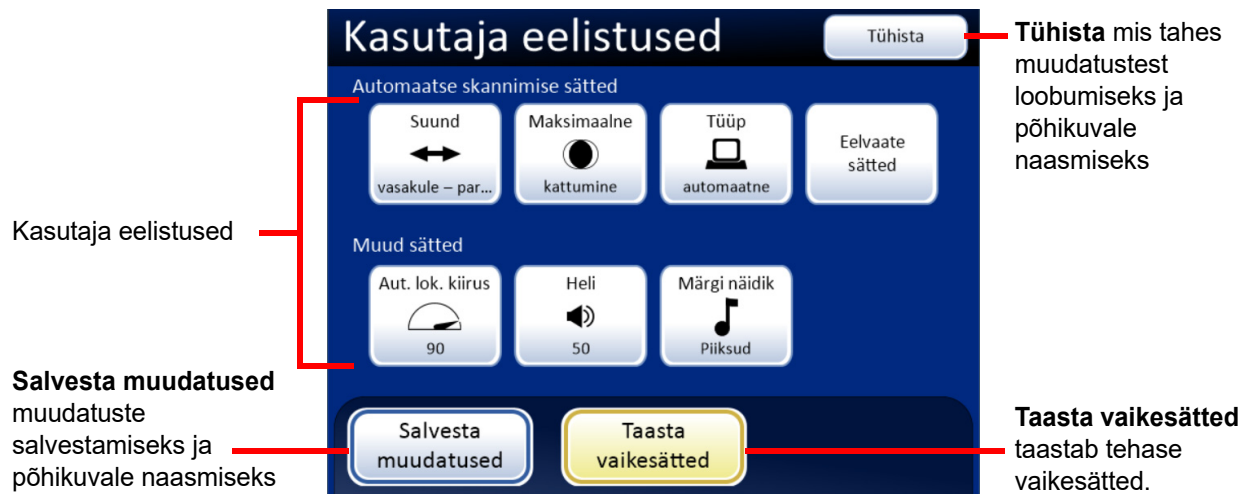 Kasutaja eelistused
Tühista
Tühista mis tahes
muudatustest
loobumiseks ja
põhikuvale
naasmiseks
Automaatse skannimise sätted
Suund
vasakule – par...
Maksimaalne
kattumine
Tüüp
automaatne
Eelvaate
sätted
Kasutaja eelistused
Muud sätted
Aut. lok. kiirus
90
Heli
50
Märgi näidik
Piiksud
Salvesta muudatused
muudatuste
salvestamiseks ja
põhikuvale naasmiseks
Salvesta
muudatused
Taasta
vaikesätted
Taasta vaikesätted
taastab tehase
vaikesätted.